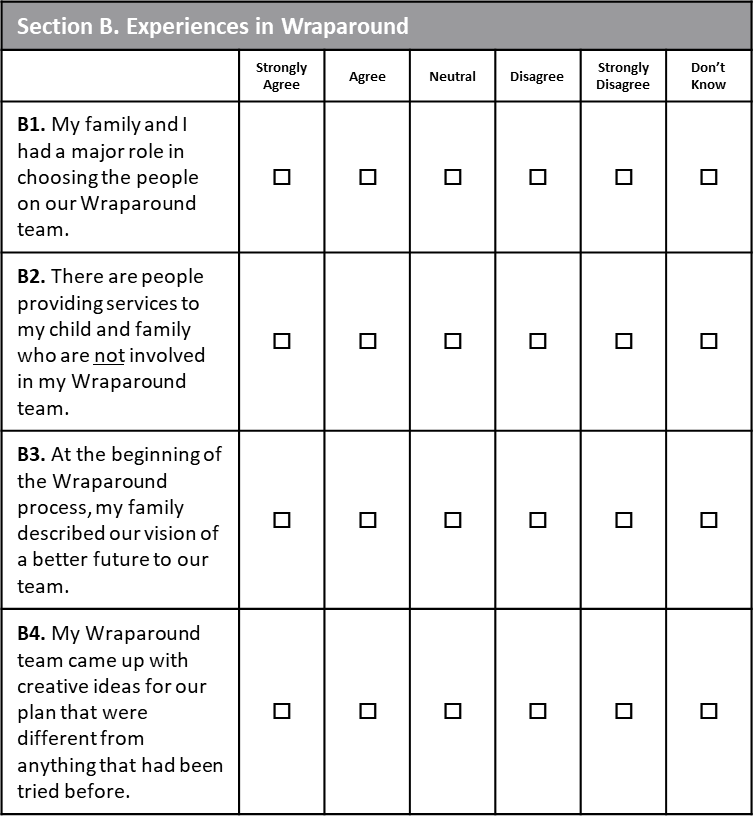 Section B. Experiences in Wraparound
Strongly Agree Agree Neutral Disagree Strongly Disagree Don’t Know
B1. My family and I
had a major role in
choosing the people
on our Wraparound
team.
☐ ☐ ☐ ☐ ☐ ☐
B2. There are people
providing services to
my child and family
who are not involved
in my Wraparound
team.
☐ ☐ ☐ ☐ ☐ ☐
B3. At the beginning of
the Wraparound
process, my family
described our vision of
a better future to our
team.
☐ ☐ ☐ ☐ ☐ ☐
B4. My Wraparound
team came up with
creative ideas for our
plan that were
different from
anything that had been
tried before.
☐ ☐ ☐ ☐ ☐ ☐